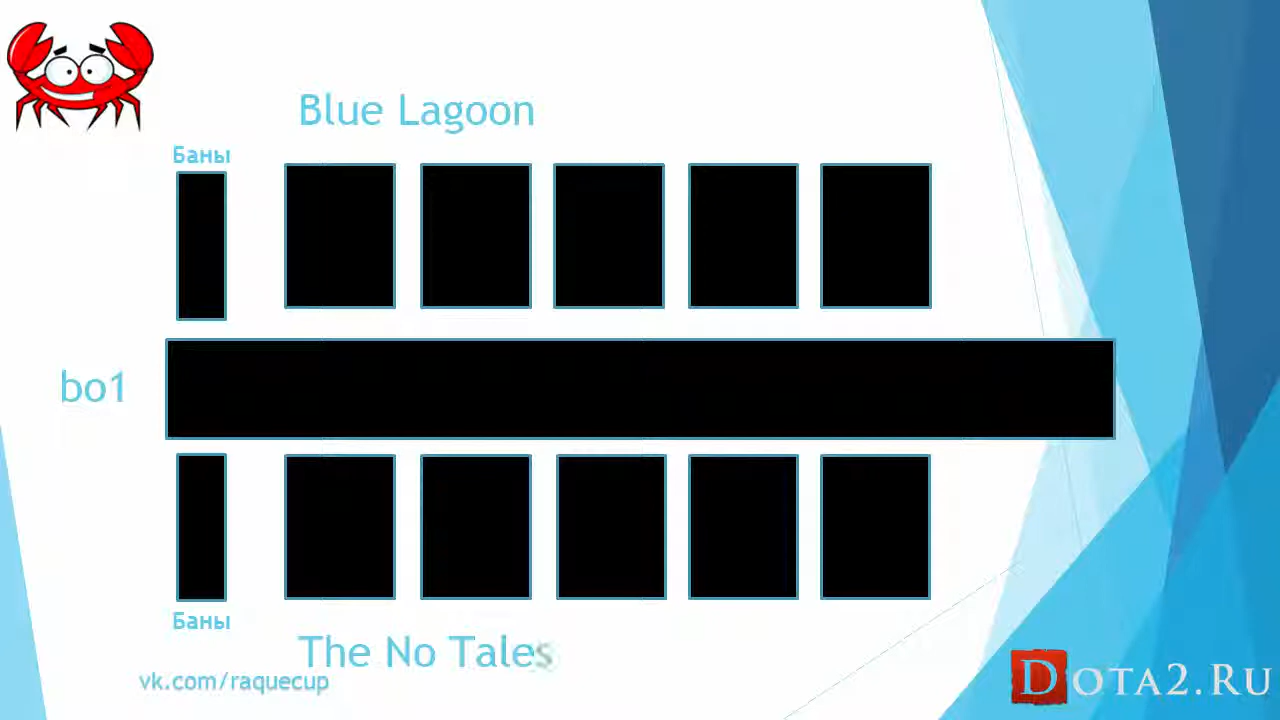 Blue Lagoon
Баны
bo1
Баны
The No Tales
vk.com/raquecup
DOTA2.RU